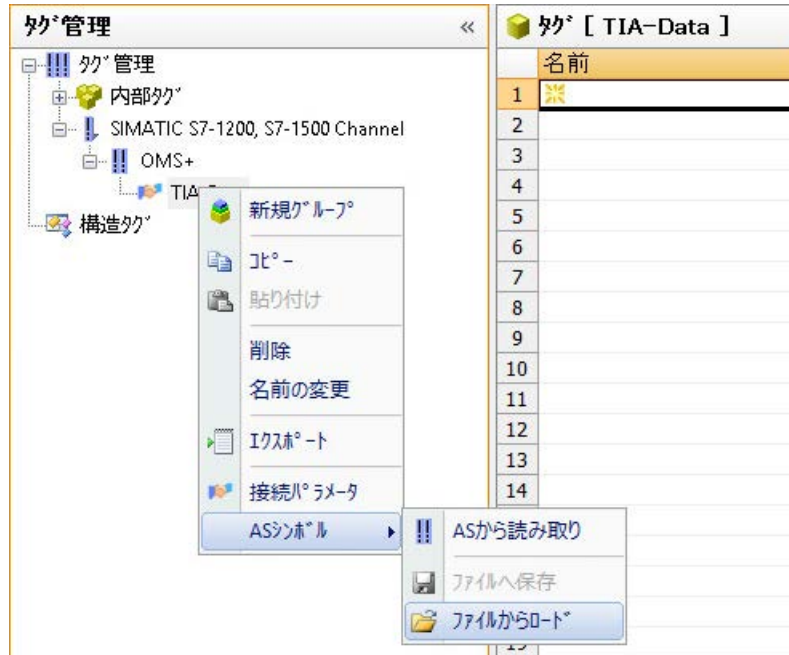 ﾀｸﾞ管理
«
ﾀｸﾞ [ TIA-Data ]
ﾀｸﾞ管理
内部ﾀｸﾞ
SIMATIC S7-1200, S7-1500 Channel
OMS+
構造ﾀｸﾞ
新規ｸﾞﾙｰﾌﾟ
ｺﾋﾟｰ
貼り付け
削除
名前の変更
ｴｸｽﾎﾟｰﾄ
接続ﾊﾟﾗﾒｰﾀ
ASｼﾝﾎﾞﾙ
ASから読み取り
ﾌｧｲﾙへ保存
ﾌｧｲﾙからﾛｰﾄﾞ
名前
1
2
3
4
5
6
7
8
9
10
11
12
13
14